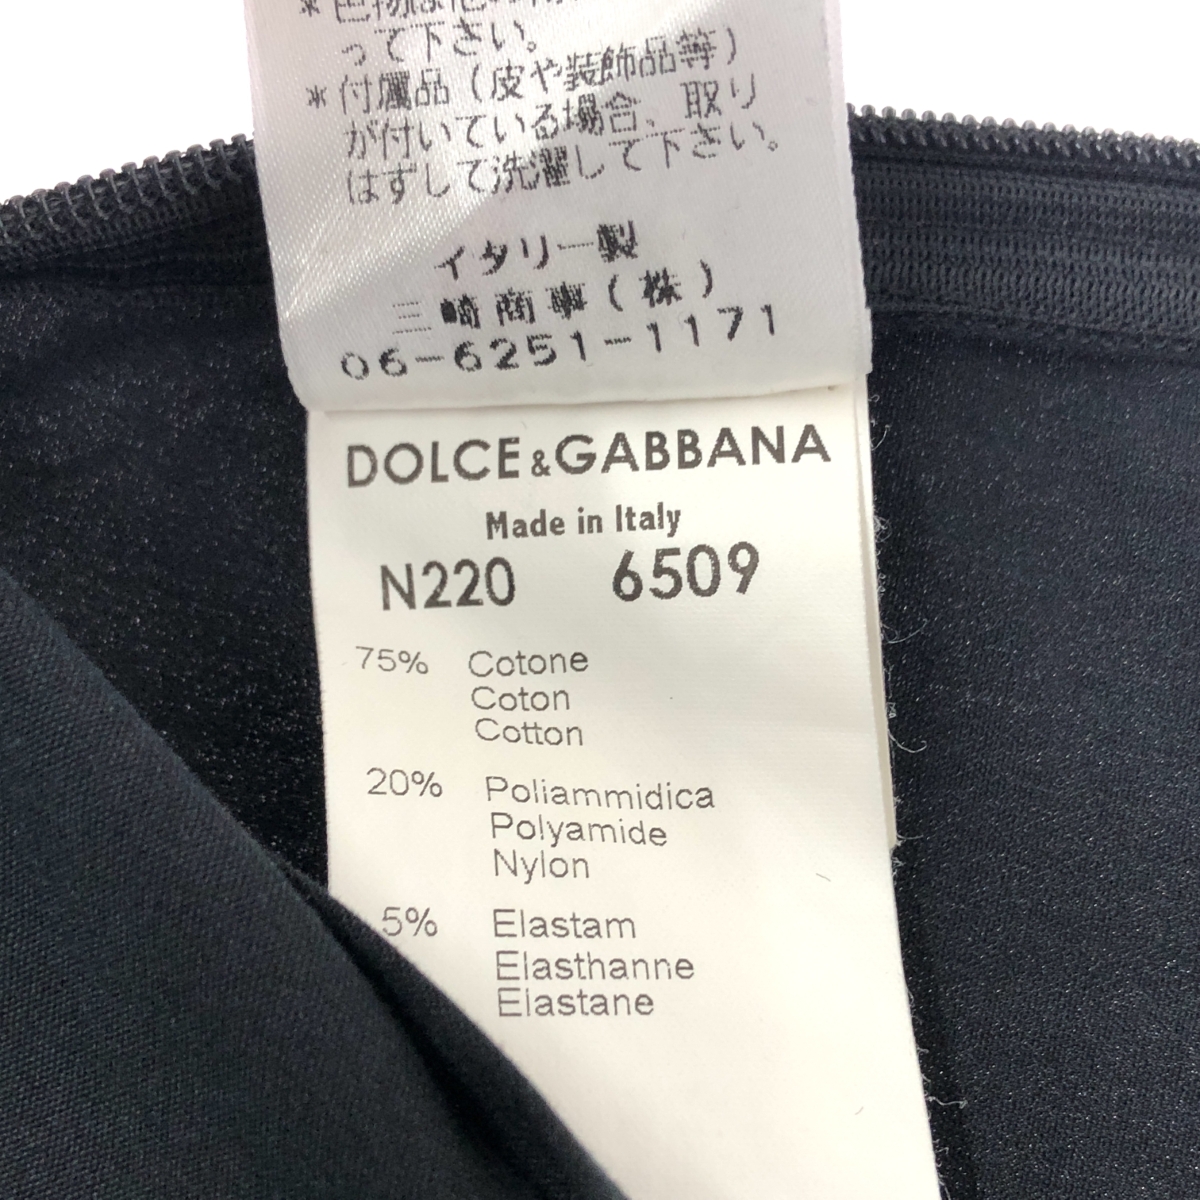 って下さい。
*付属品(皮や装飾品等)
が付いている場合、取り
はずして洗濯して下さい。
イタリー製
三崎商事(株)
06-6251-1171
DOLCE&GABBANA
Made in Italy
N220 6509
75% Cotone
Coton
Cotton
20% Poliammidica
Polyamide
Nylon
5% Elastam
Elasthanne
Elastane